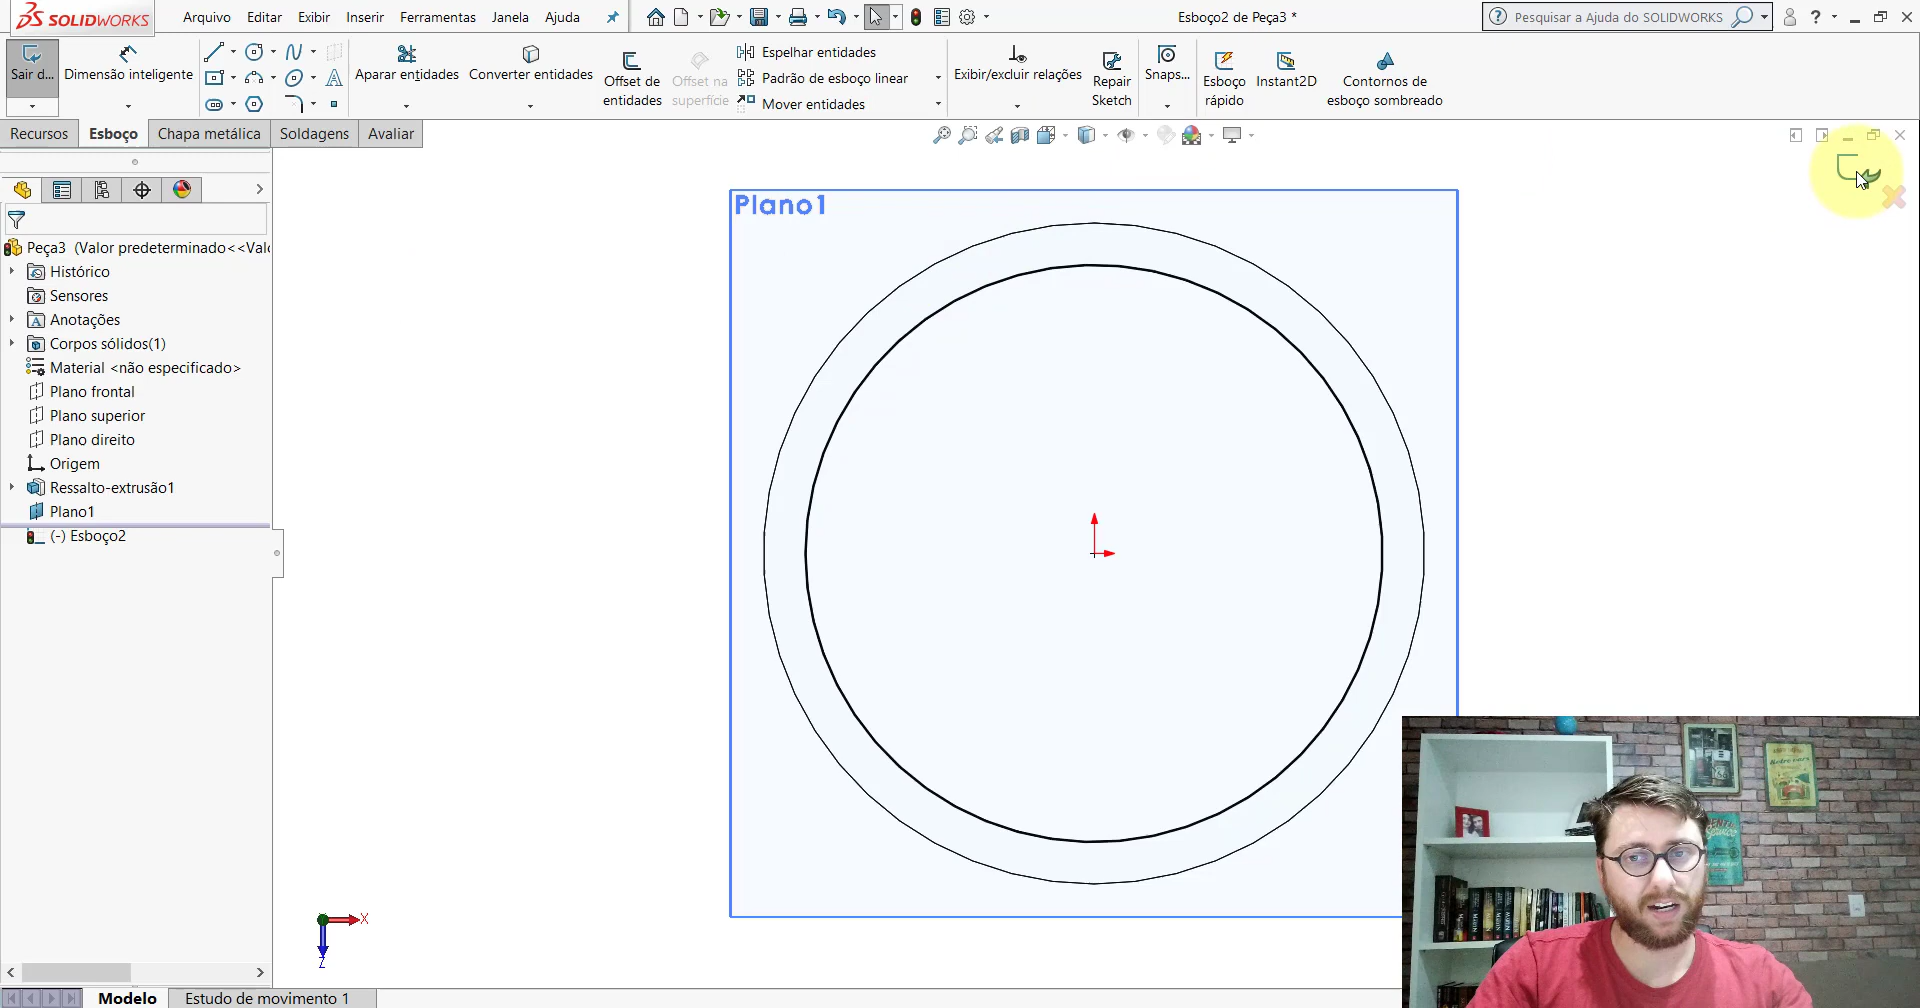 SOLIDWORKS
Arquivo Editar Exibir Inserir Ferramentas Janela Ajuda
Esboço2 de Peça3 *
Pesquisar a Ajuda do SOLIDWORKS
Sair d...
Dimensão inteligente
Aparar entidades
Converter entidades
Offset de
entidades
Offset na
superfície
Espelhar entidades
Padrão de esboço linear
Mover entidades
Exibir/excluir relações
Repair
Sketch
Snaps...
Esboço
rápido
Instant2D
Contornos de
esboço sombreado
Recursos Esboço Chapa metálica Soldagens Avaliar
Peça3 (Valor predeterminado<<Valo
Histórico
Sensores
Anotações
Corpos sólidos(1)
Material <não especificado>
Plano frontal
Plano superior
Plano direito
Origem
Ressalto-extrusão1
Plano1
(-) Esboço2
Plano1
X
Z
Modelo Estudo de movimento 1